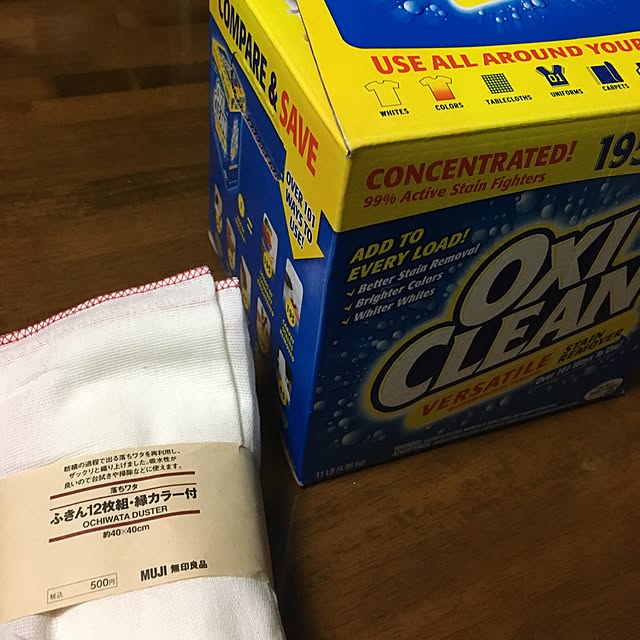 COMPARE & SAVE
OVER 101
WAYS TO
USE!
USE ALL AROUND YOUR
WHITES
COLORS
TABLECLOTHS
UNIFORMS
CARPETS
CONCENTRATED!
99% Active Stain Fighters
195
ADD TO
EVERY LOAD!
✓ Better Stain Removal
✓ Brighter Colors
✓ Whiter Whites
OXI
CLEAN
VERSATILE
STAIN
REMOVER
11 LB
紡績の過程で出る落ちワタを再利用し、
ザックリと織り上げました。吸水性が
良いので台拭きや掃除などに使えます。
落ちワタ
ふきん12枚組・縁カラー付
OCHIWATA DUSTER
約40×40cm
税込 500円
MUJI 無印良品